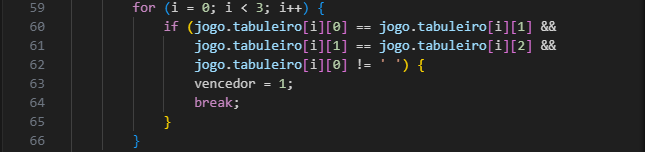 59 for (i = 0; i < 3; i++) {
60 if (jogo.tabuleiro[i][0] == jogo.tabuleiro[i][1] &&
61 jogo.tabuleiro[i][1] == jogo.tabuleiro[i][2] &&
62 jogo.tabuleiro[i][0] != ' ') {
63 vencedor = 1;
64 break;
65 }
66 }